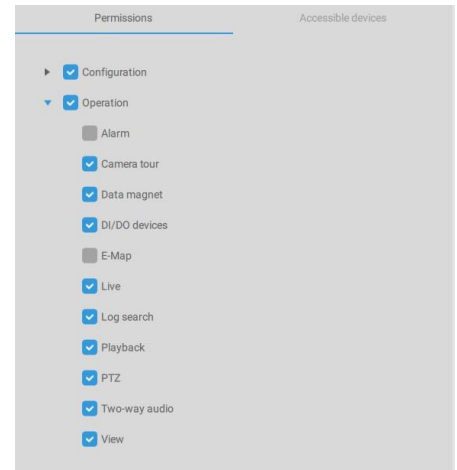 Permissions Accessible devices
Configuration
Operation
Alarm
Camera tour
Data magnet
DI/DO devices
E-Map
Live
Log search
Playback
PTZ
Two-way audio
View